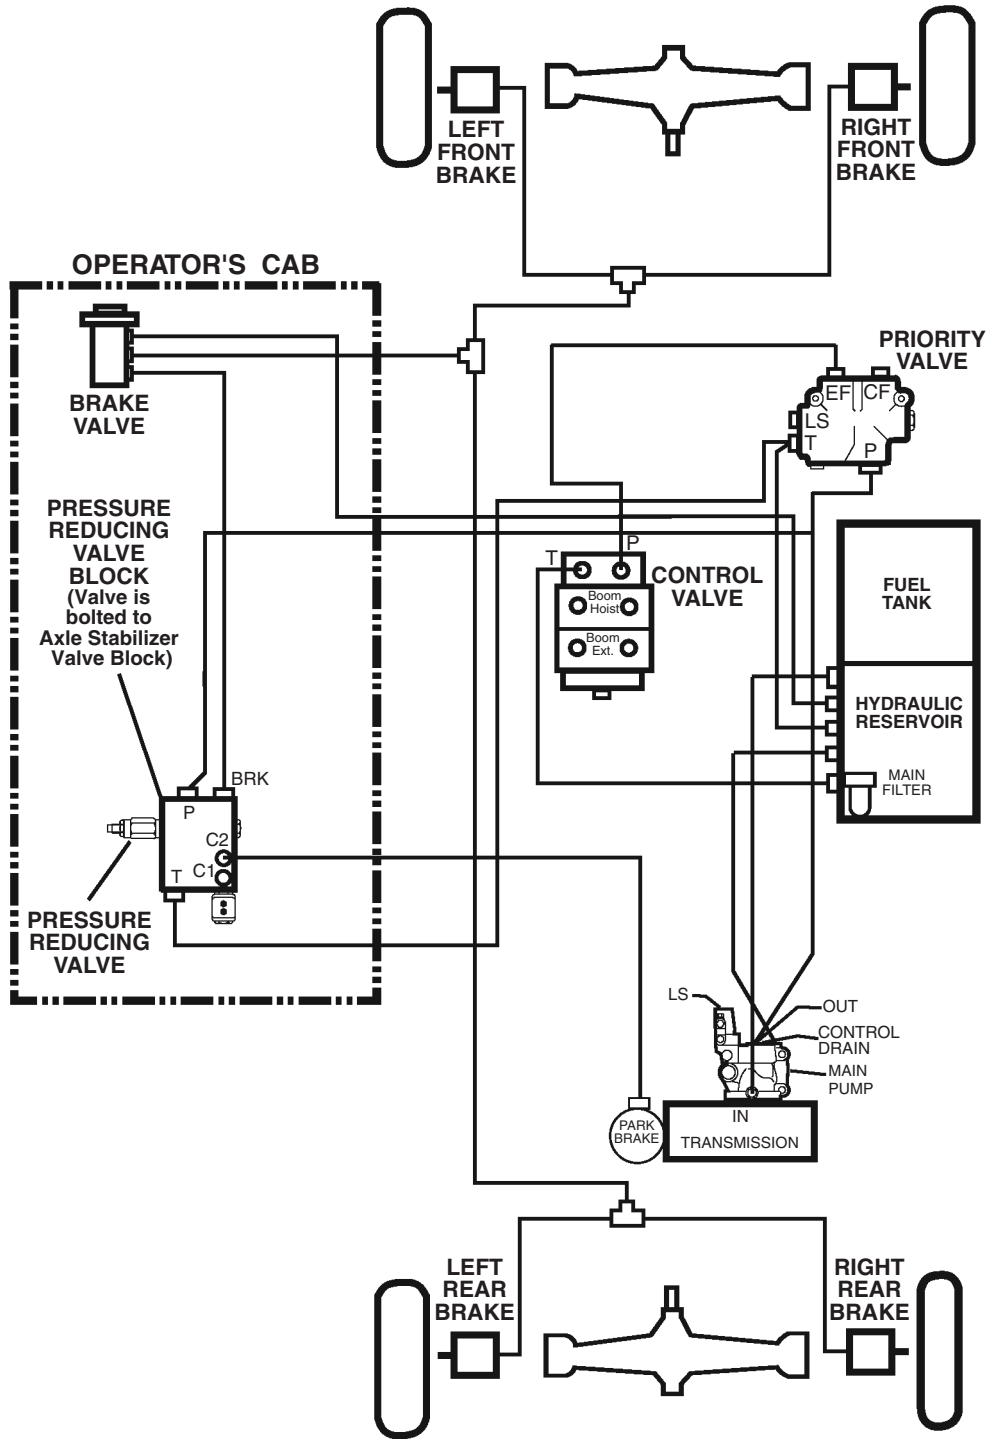 LEFT
FRONT
BRAKE
RIGHT
FRONT
BRAKE
OPERATOR'S CAB
BRAKE
VALVE
PRIORITY
VALVE
EF
CF
LS
T
P
PRESSURE
REDUCING
VALVE
BLOCK
(Valve is
bolted to
Axle Stabilizer
Valve Block)
T
P
CONTROL
VALVE
Boom
Hoist
Boom
Ext.
FUEL
TANK
HYDRAULIC
RESERVOIR
MAIN
FILTER
BRK
P
C2
C1
T
PRESSURE
REDUCING
VALVE
LS
OUT
CONTROL
DRAIN
MAIN
PUMP
IN
PARK
BRAKE
TRANSMISSION
LEFT
REAR
BRAKE
RIGHT
REAR
BRAKE